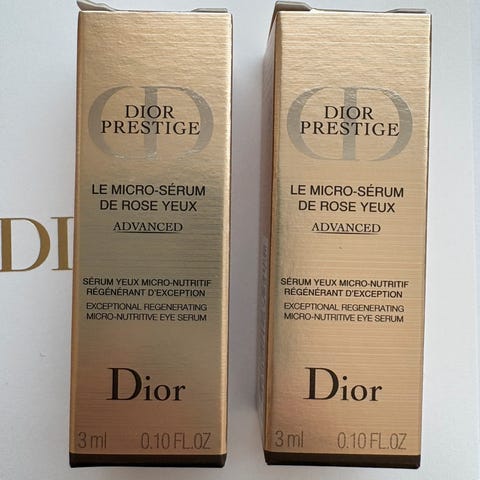 DIOR
PRESTIGE
LE MICRO-SÉRUM
DE ROSE YEUX
ADVANCED
SÉRUM YEUX MICRO-NUTRITIF
RÉGÉNÉRANT D'EXCEPTION
EXCEPTIONAL REGENERATING
MICRO-NUTRITIVE EYE SERUM
Dior
3 ml 0.10 FL.OZ
DIOR
PRESTIGE
LE MICRO-SÉRUM
DE ROSE YEUX
ADVANCED
SÉRUM YEUX MICRO-NUTRITIF
RÉGÉNÉRANT D'EXCEPTION
EXCEPTIONAL REGENERATING
MICRO-NUTRITIVE EYE SERUM
Dior
3 ml 0.10 FL.OZ
DI